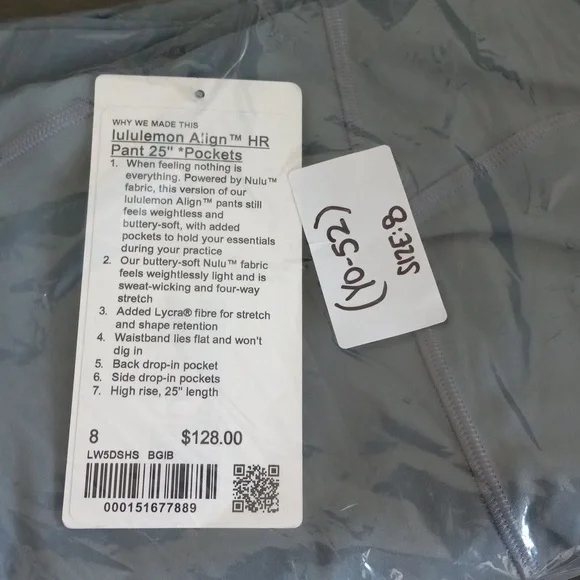 WHY WE MADE THIS
lululemon Align™ HR
Pant 25" *Pockets
1. When feeling nothing is
everything. Powered by Nulu™
fabric, this version of our
lululemon Align™ pants still
feels weightless and
buttery-soft, with added
pockets to hold your essentials
during your practice
2. Our buttery-soft Nulu™ fabric
feels weightlessly light and is
sweat-wicking and four-way
stretch
3. Added Lycra® fibre for stretch
and shape retention
4. Waistband lies flat and won't
dig in
5. Back drop-in pocket
6. Side drop-in pockets
7. High rise, 25" length
8 $128.00
LW5DSHS BGIB
000151677889
SIZE:8
(YO-52)